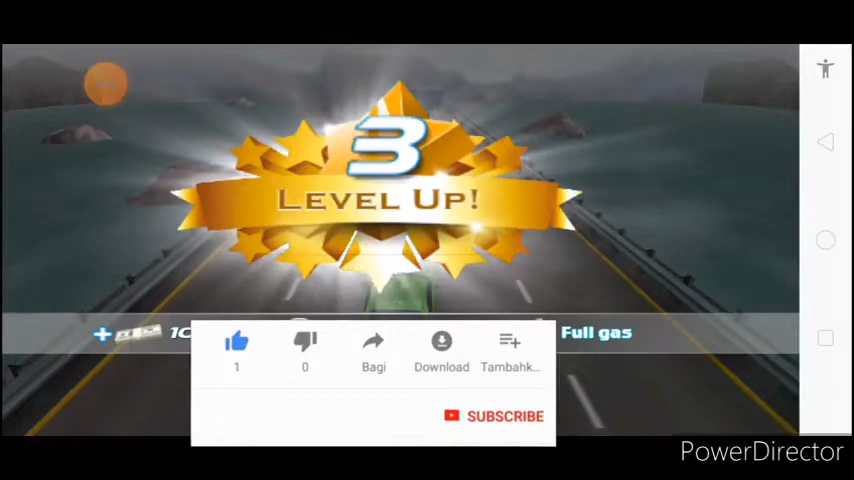 3
LEVEL UP!
Full gas
1
0
Bagi
Download
Tambahk...
SUBSCRIBE
PowerDirector